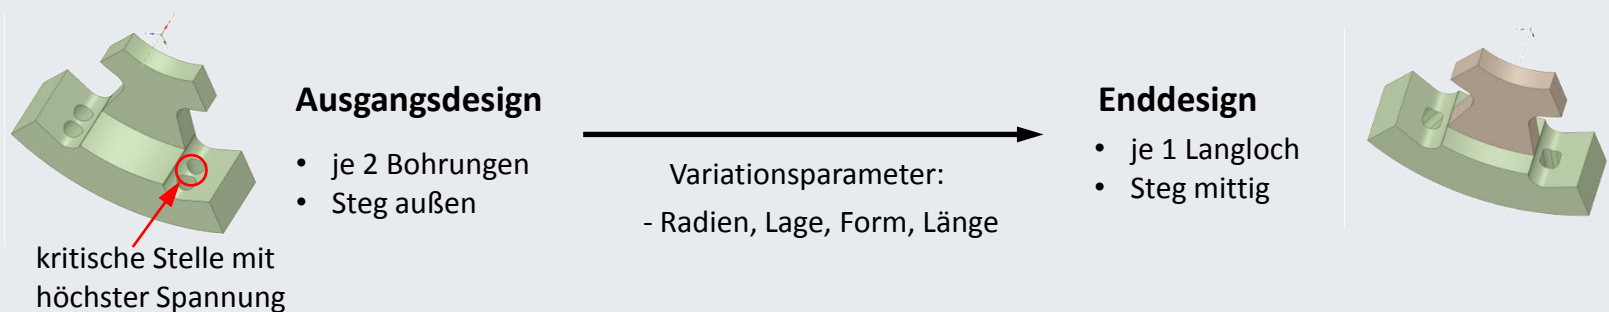 Ausgangsdesign
• je 2 Bohrungen
• Steg außen
kritische Stelle mit
höchster Spannung
Variationsparameter:
- Radien, Lage, Form, Länge
Enddesign
• je 1 Langloch
• Steg mittig